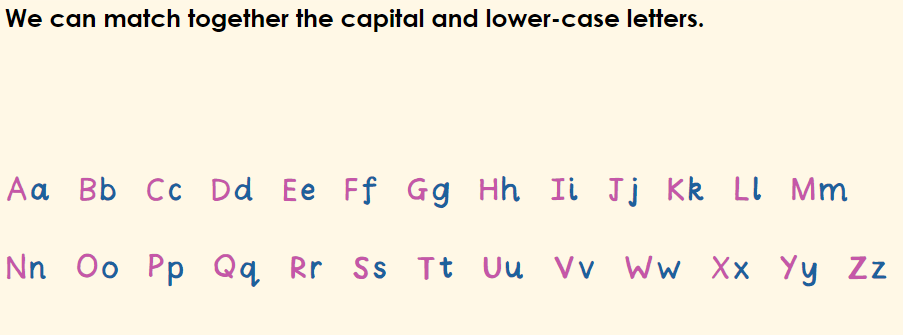 We can match together the capital and lower-case letters.
Aa Bb Cc Dd Ee Ff Gg Hh Ii Jj Kk Ll Mm
Nn Oo Pp Qq Rr Ss Tt Uu Vv Ww Xx Yy Zz